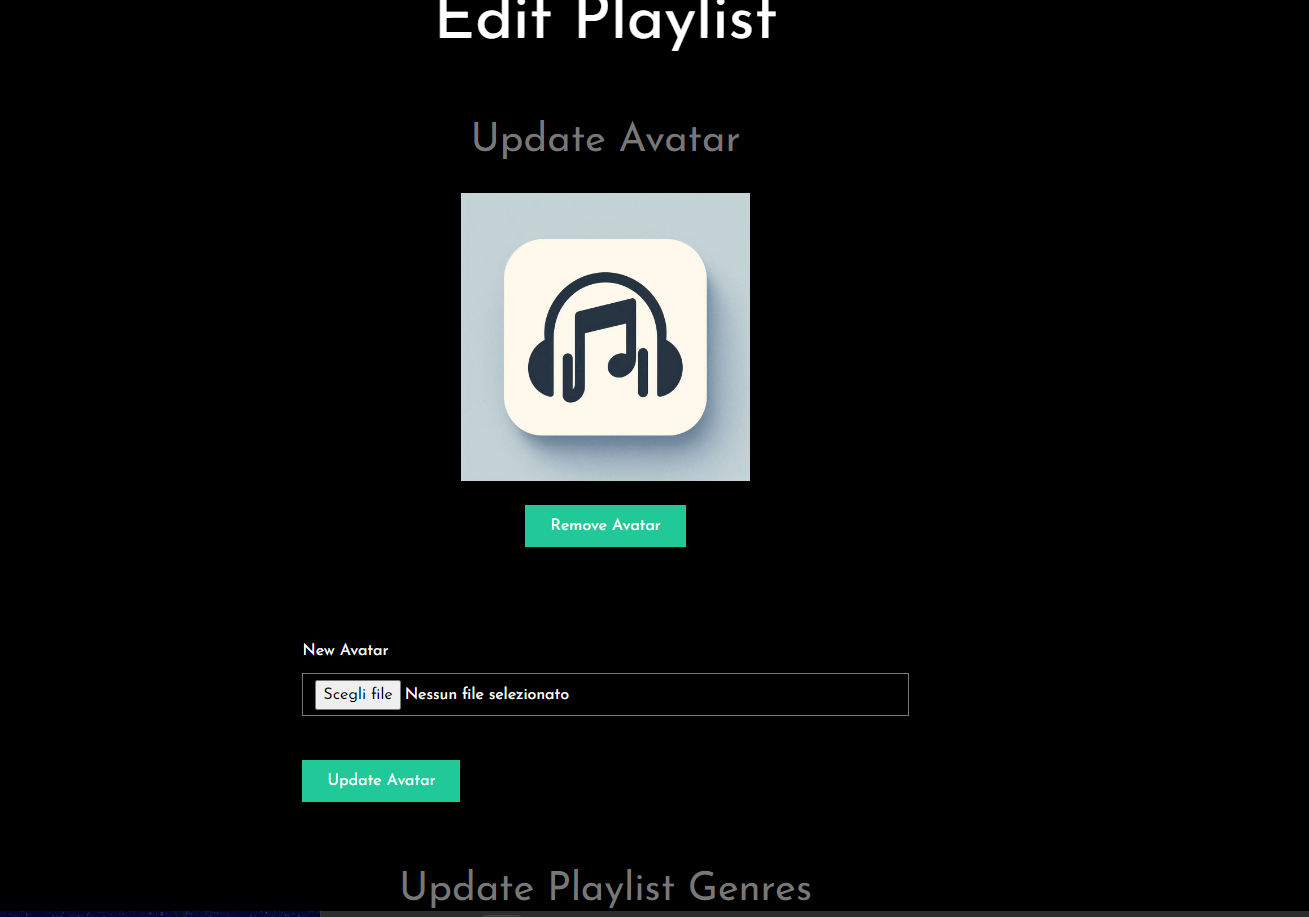 Edit Playlist
Update Avatar
Remove Avatar
New Avatar
Scegli file Nessun file selezionato
Update Avatar
Update Playlist Genres